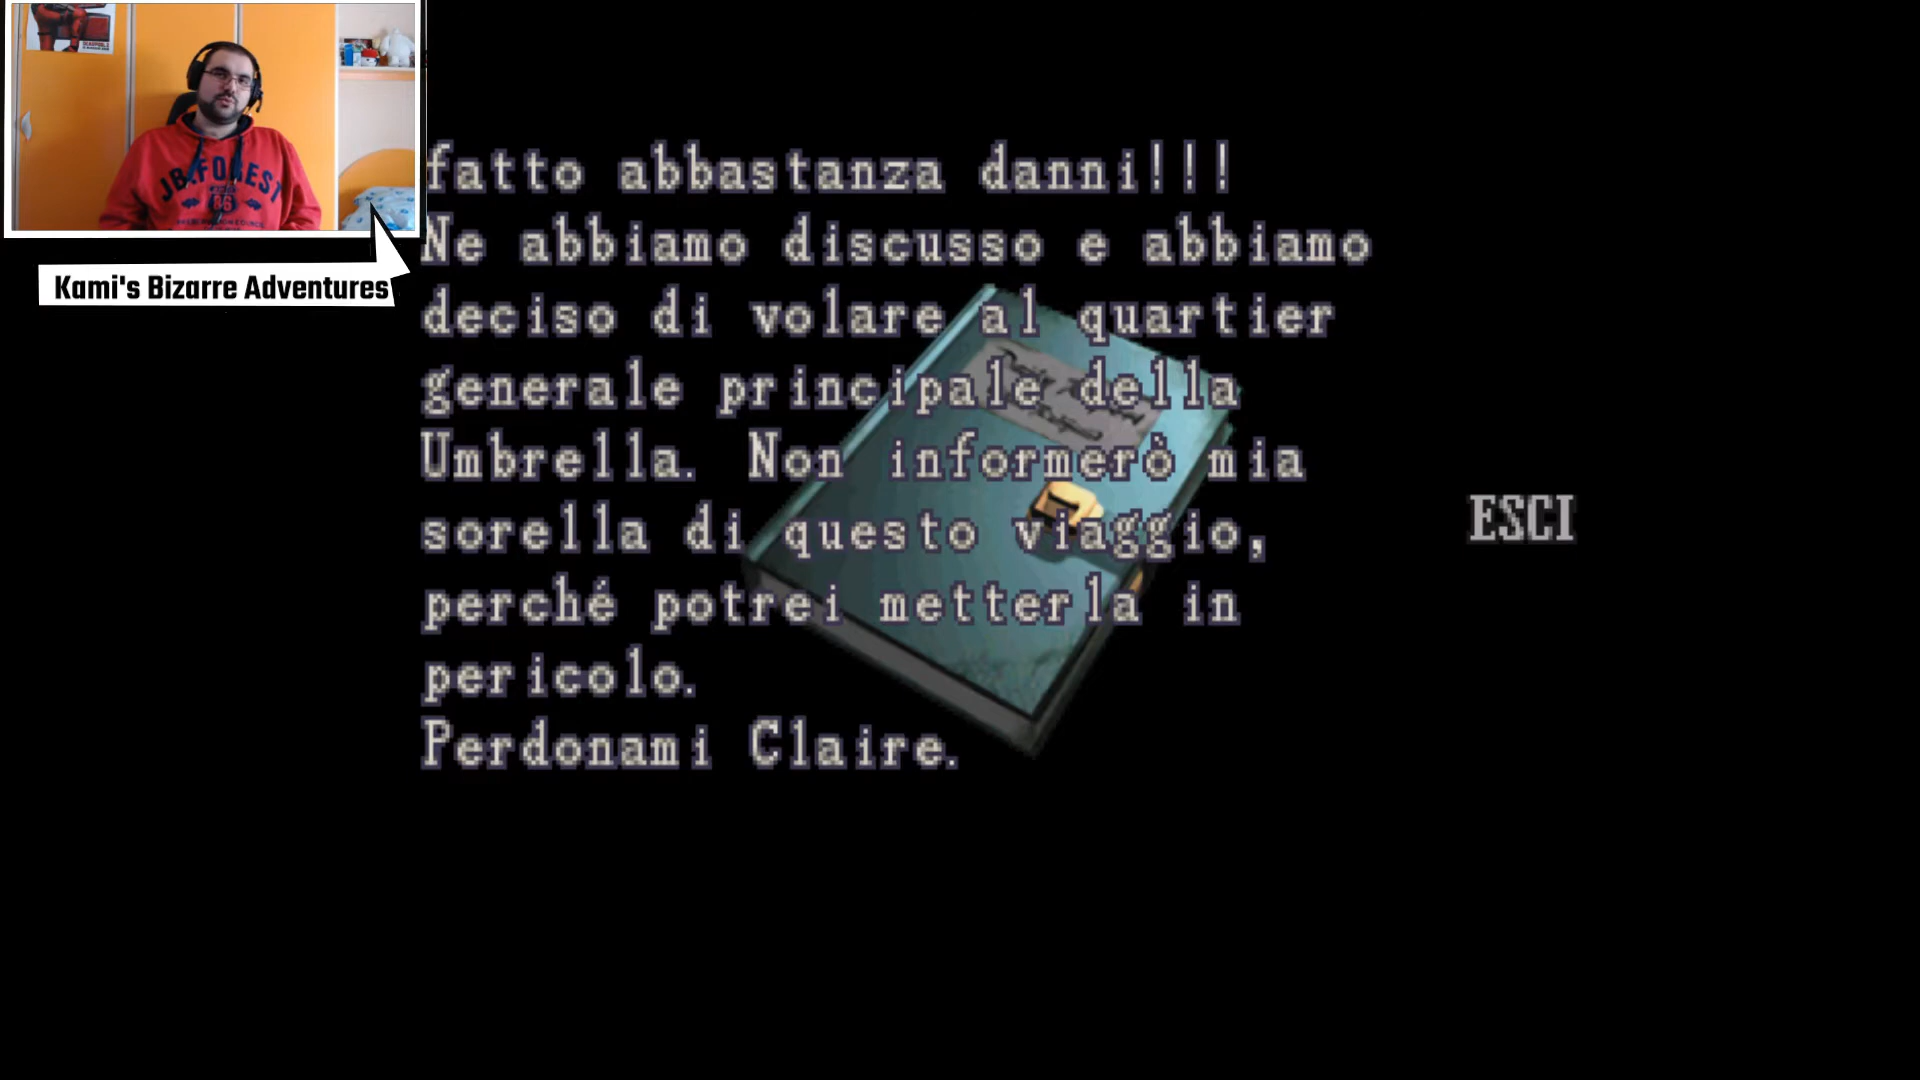 fatto abbastanza danni!!!
Ne abbiamo discusso e abbiamo
deciso di volare al quartier
generale principale della
Umbrella. Non informerò mia
sorella di questo viaggio,
perché potrei metterla in
pericolo.
Perdonami Claire.
ESCI
Kami's Bizarre Adventures
86